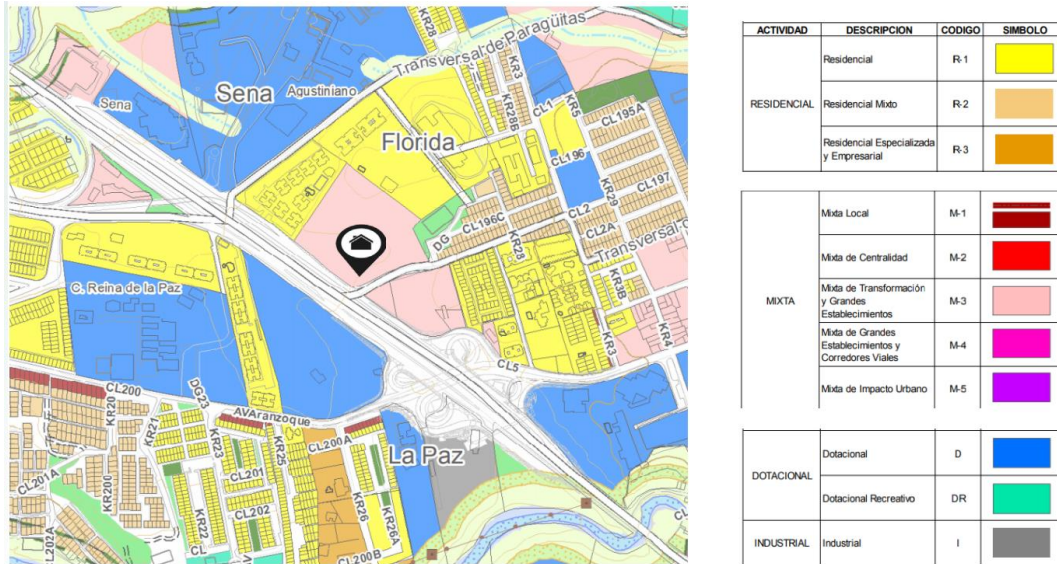 KR28
Transversal de Paragüitas
KR3
Sena
Sena
Agustiniano
KR28B
CL1
KR5
CL195A
Florida
CL196
CL197
KR29
CL196C
DG
CL2
CL2A
KR28
Transversal
C. Reina de la Paz
KR3B
KR3
KR4
CL5
CL200
DG23
KR20
KR21
AVAranzoque
KR23
KR25
CL200A
La Paz
CL201A
KR200
CL201
KR26
KR26A
CL202
KR22
CL202A
CL
CL200B
ACTIVIDAD DESCRIPCION CODIGO SIMBOLO
RESIDENCIAL
Residencial R-1
Residencial Mixto R-2
Residencial Especializada
y Empresarial R-3
MIXTA
Mixta Local M-1
Mixta de Centralidad M-2
Mixta de Transformación
y Grandes
Establecimientos M-3
Mixta de Grandes
Establecimientos y
Corredores Viales M-4
Mixta de Impacto Urbano M-5
DOTACIONAL
Dotacional D
Dotacional Recreativo DR
INDUSTRIAL Industrial I